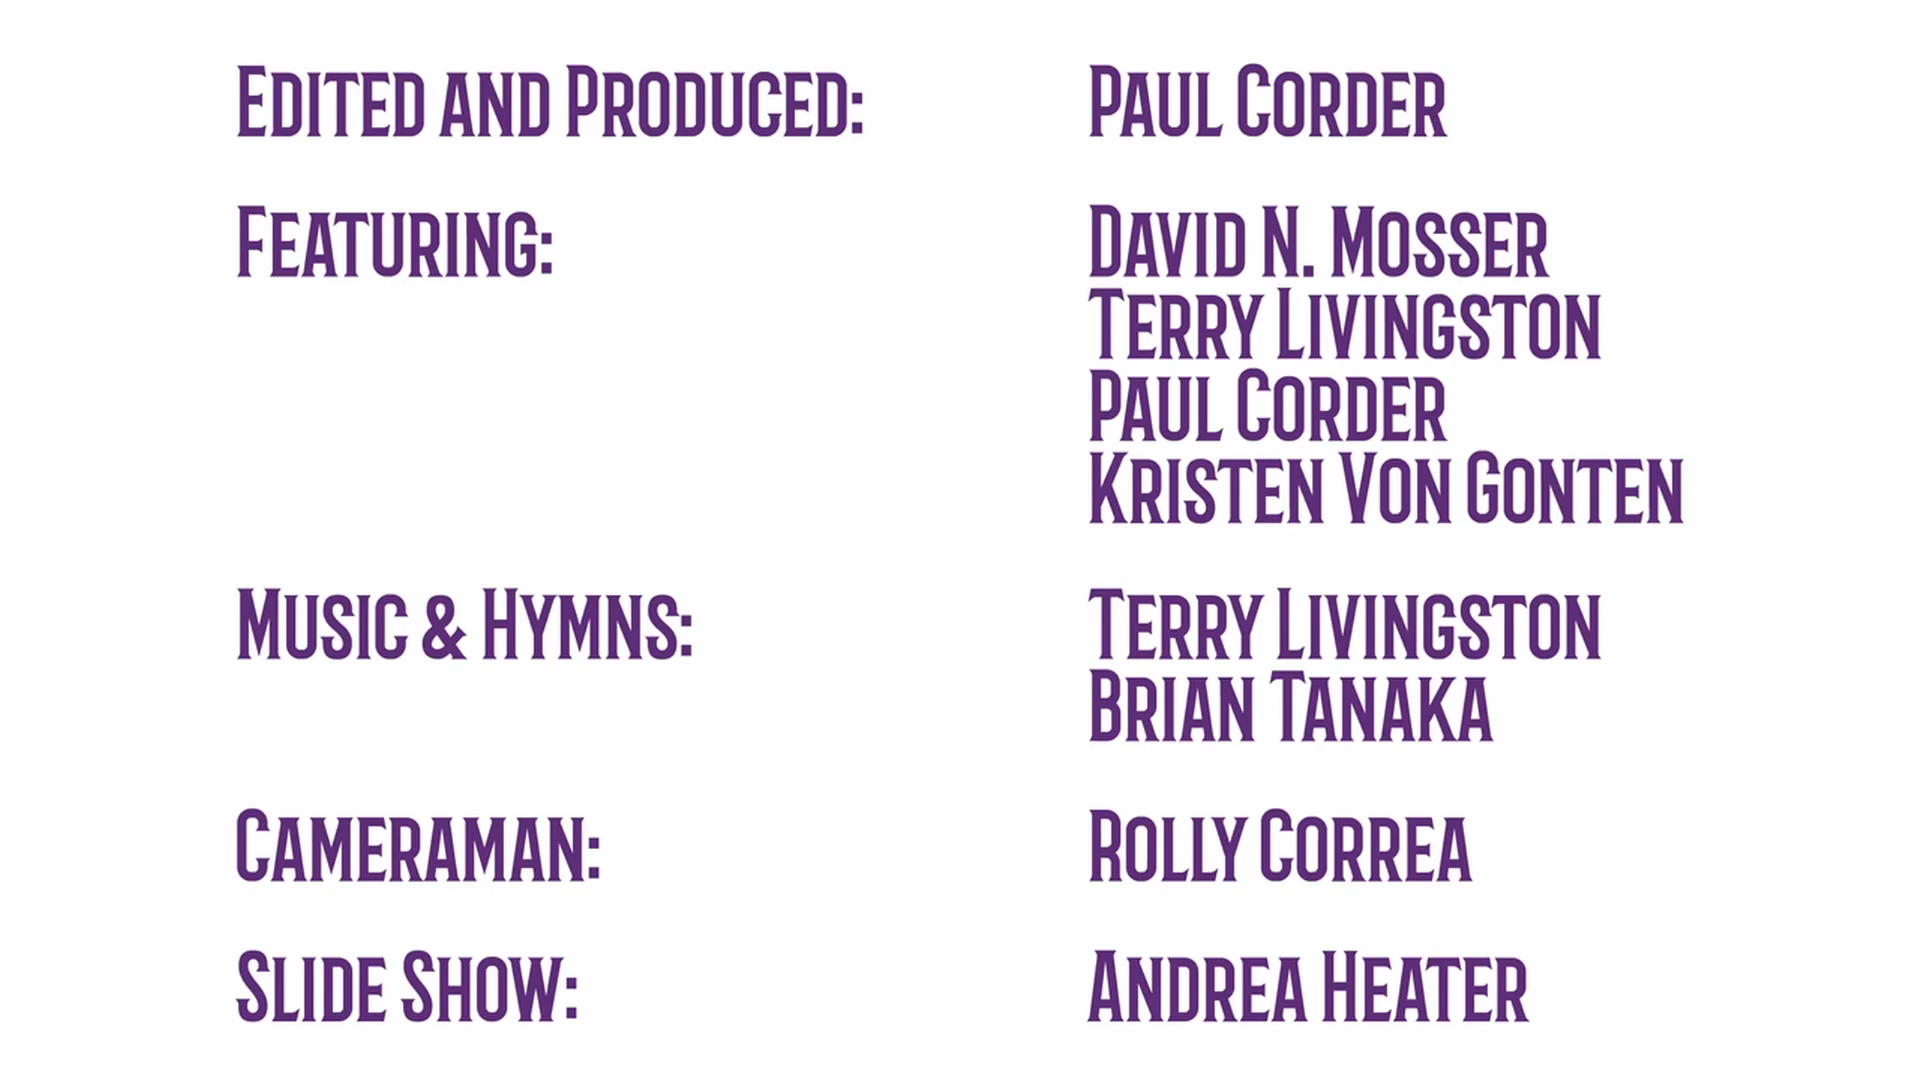 Edited and Produced: Paul Corder
Featuring: David N. Mosser
Terry Livingston
Paul Corder
Kristen Von Gonten
Music & Hymns: Terry Livingston
Brian Tanaka
Cameraman: Rolly Correa
Slide Show: Andrea Heater